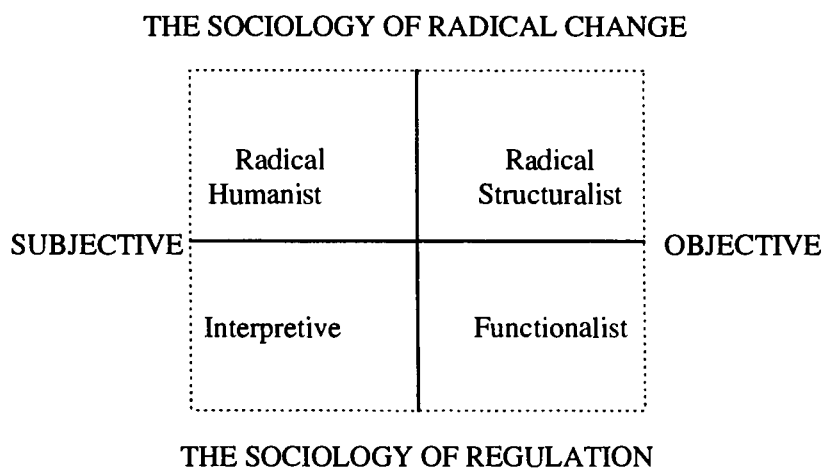 THE SOCIOLOGY OF RADICAL CHANGE
Radical
Humanist
Radical
Structuralist
SUBJECTIVE
OBJECTIVE
Interpretive
Functionalist
THE SOCIOLOGY OF REGULATION